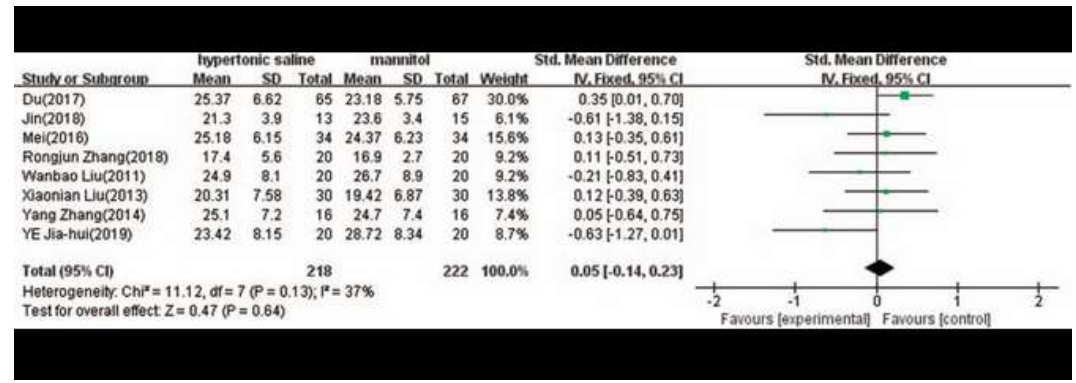 hypertonic saline mannitol Std. Mean Difference Std. Mean Difference
Study or Subgroup Mean SD Total Mean SD Total Weight IV, Fixed, 95% CI IV, Fixed, 95% CI
Du(2017) 25.37 6.62 65 23.18 5.75 67 30.0% 0.35 [0.01, 0.70]
Jin(2018) 21.3 3.9 13 23.6 3.4 15 6.1% -0.61 [-1.38, 0.15]
Mei(2016) 25.18 6.15 34 24.37 6.23 34 15.6% 0.13 [-0.35, 0.61]
Rongjun Zhang(2018) 17.4 5.6 20 16.9 2.7 20 9.2% 0.11 [-0.51, 0.73]
Wanbao Liu(2011) 24.9 8.1 20 26.7 8.9 20 9.2% -0.21 [-0.83, 0.41]
Xiaonian Liu(2013) 20.31 7.58 30 19.42 6.87 30 13.8% 0.12 [-0.39, 0.63]
Yang Zhang(2014) 25.1 7.2 16 24.7 7.4 16 7.4% 0.05 [-0.64, 0.75]
YE Jia-hui(2019) 23.42 8.15 20 28.72 8.34 20 8.7% -0.63 [-1.27, 0.01]
Total (95% CI) 218 222 100.0% 0.05 [-0.14, 0.23]
Heterogeneity: Chi² = 11.12, df = 7 (P = 0.13); I² = 37%
Test for overall effect: Z = 0.47 (P = 0.64)
-2 -1 0 1 2
Favours [experimental] Favours [control]